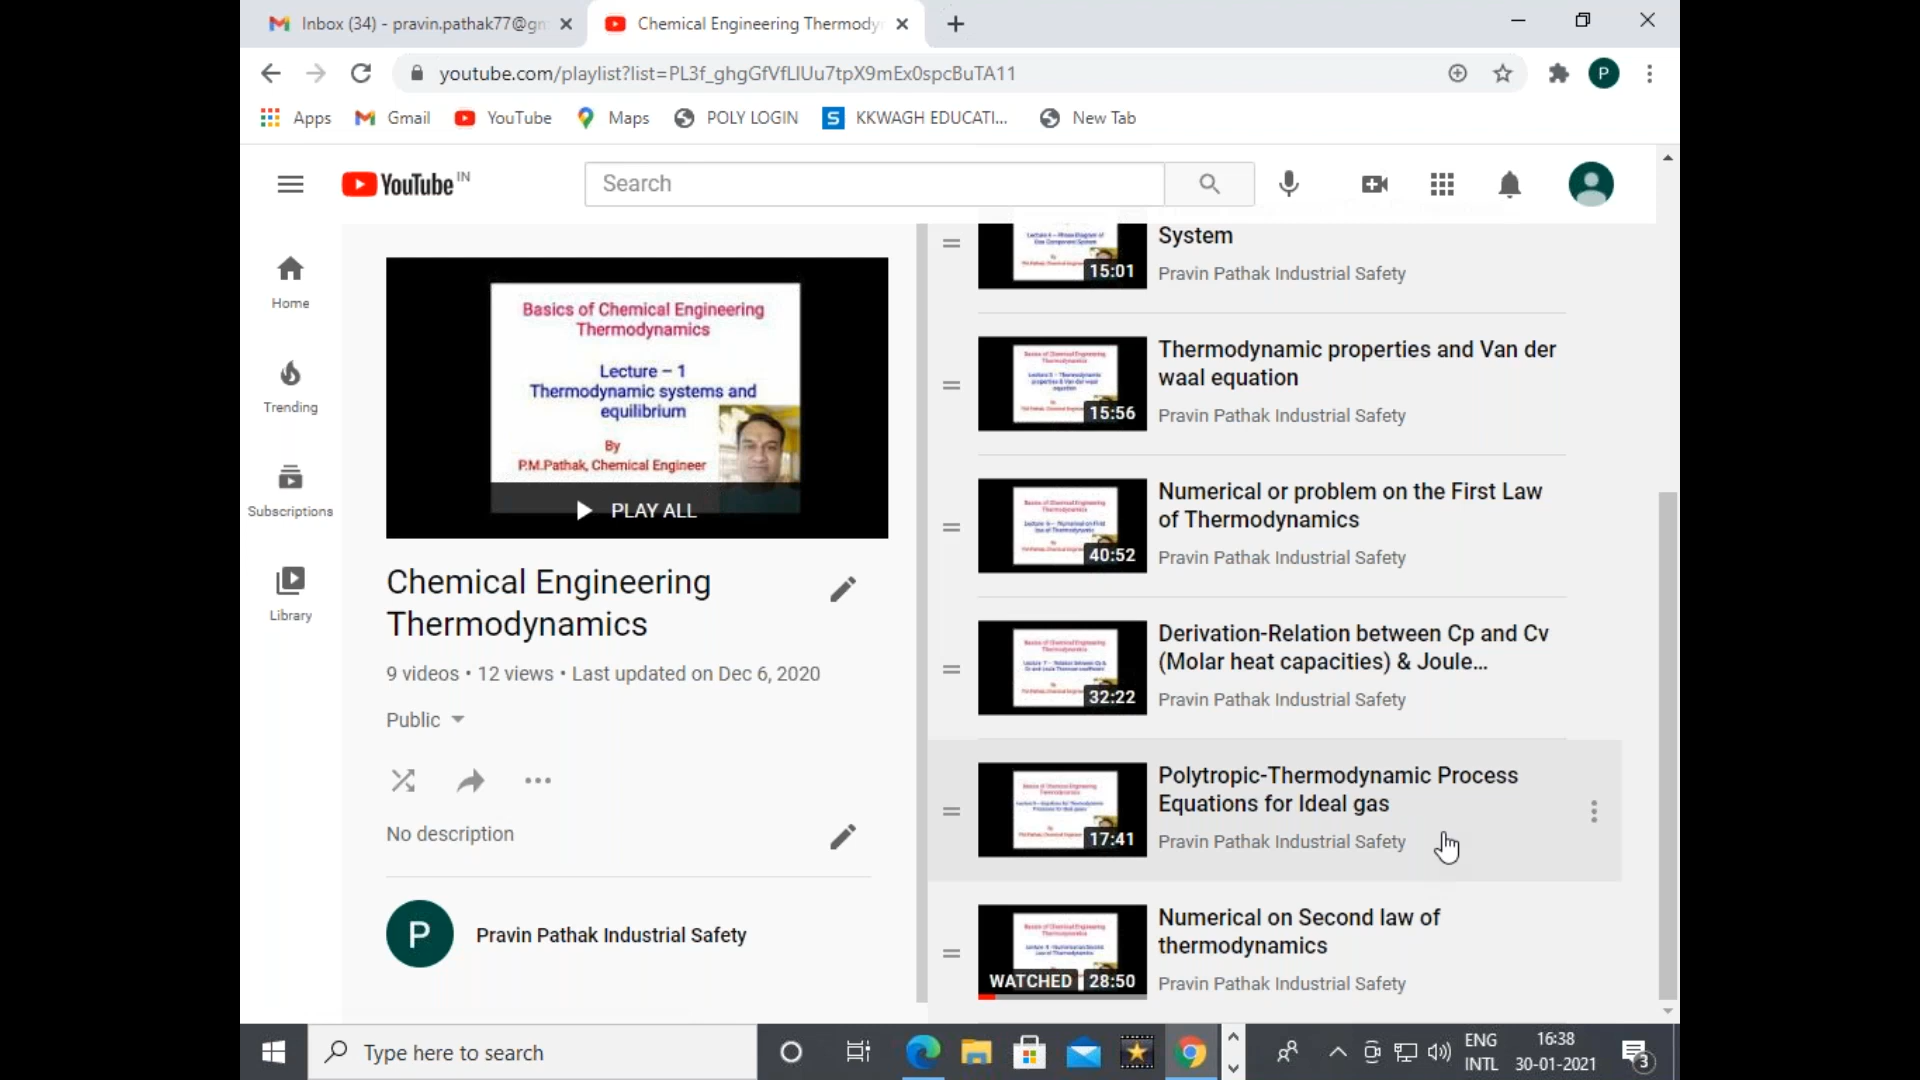 Inbox (34) - pravin.pathak77@gm
Chemical Engineering Thermody
youtube.com/playlist?list=PL3f_ghgGfVfLlUu7tpX9mEx0spcBuTA11
P
Apps
Gmail
YouTube
Maps
POLY LOGIN
S
KKWAGH EDUCATI...
New Tab
YouTube IN
Search
Home
Trending
Subscriptions
Library
Basics of Chemical Engineering
Thermodynamics
Lecture – 1
Thermodynamic systems and
equilibrium
By
P.M.Pathak, Chemical Engineer
PLAY ALL
Chemical Engineering
Thermodynamics
9 videos • 12 views • Last updated on Dec 6, 2020
Public
No description
P
Pravin Pathak Industrial Safety
15:01
System
Pravin Pathak Industrial Safety
15:56
Thermodynamic properties and Van der
waal equation
Pravin Pathak Industrial Safety
40:52
Numerical or problem on the First Law
of Thermodynamics
Pravin Pathak Industrial Safety
32:22
Derivation-Relation between Cp and Cv
(Molar heat capacities) & Joule...
Pravin Pathak Industrial Safety
17:41
Polytropic-Thermodynamic Process
Equations for Ideal gas
Pravin Pathak Industrial Safety
WATCHED 28:50
Numerical on Second law of
thermodynamics
Pravin Pathak Industrial Safety
Type here to search
ENG
INTL
16:38
30-01-2021
3